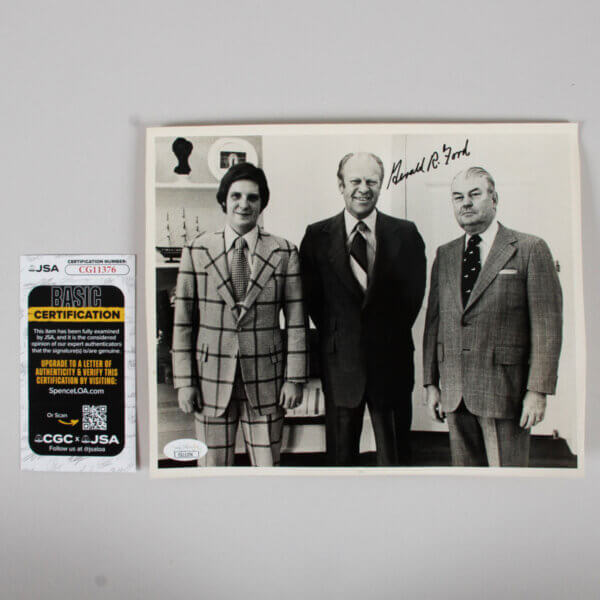 Gerald R. Ford
JSA
CERTIFICATION NUMBER:
CG11376
BASIC
CERTIFICATION
This item has been fully examined
by JSA, and it is the considered
opinion of our expert authenticators
that the signature(s) is/are genuine.
UPGRADE TO A LETTER OF
AUTHENTICITY & VERIFY THIS
CERTIFICATION BY VISITING:
SpenceLOA.com
Or Scan
CGC x JSA
Follow us at @jsaloa